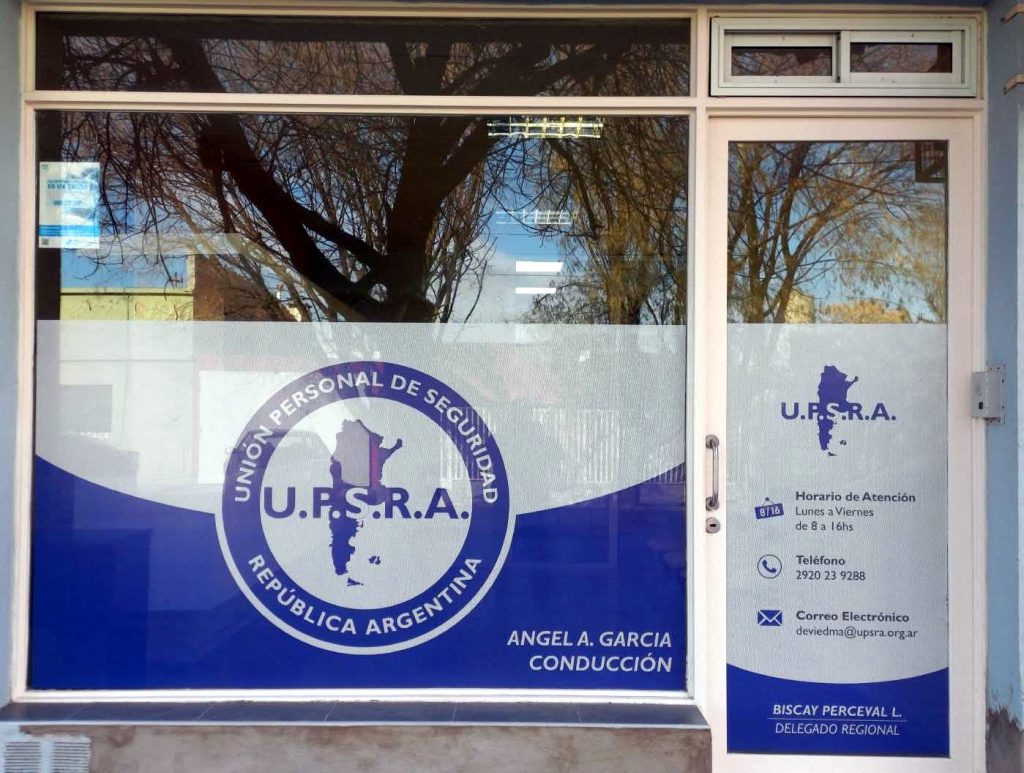 UNIÓN PERSONAL DE SEGURIDAD
U.P.S.R.A.
REPÚBLICA ARGENTINA
ANGEL A. GARCIA
CONDUCCIÓN
U.P.S.R.A.
8/16
Horario de Atención
Lunes a Viernes
de 8 a 16hs
Teléfono
2920 23 9288
Correo Electrónico
deviedma@upsra.org.ar
BISCAY PERCEVAL L.
DELEGADO REGIONAL